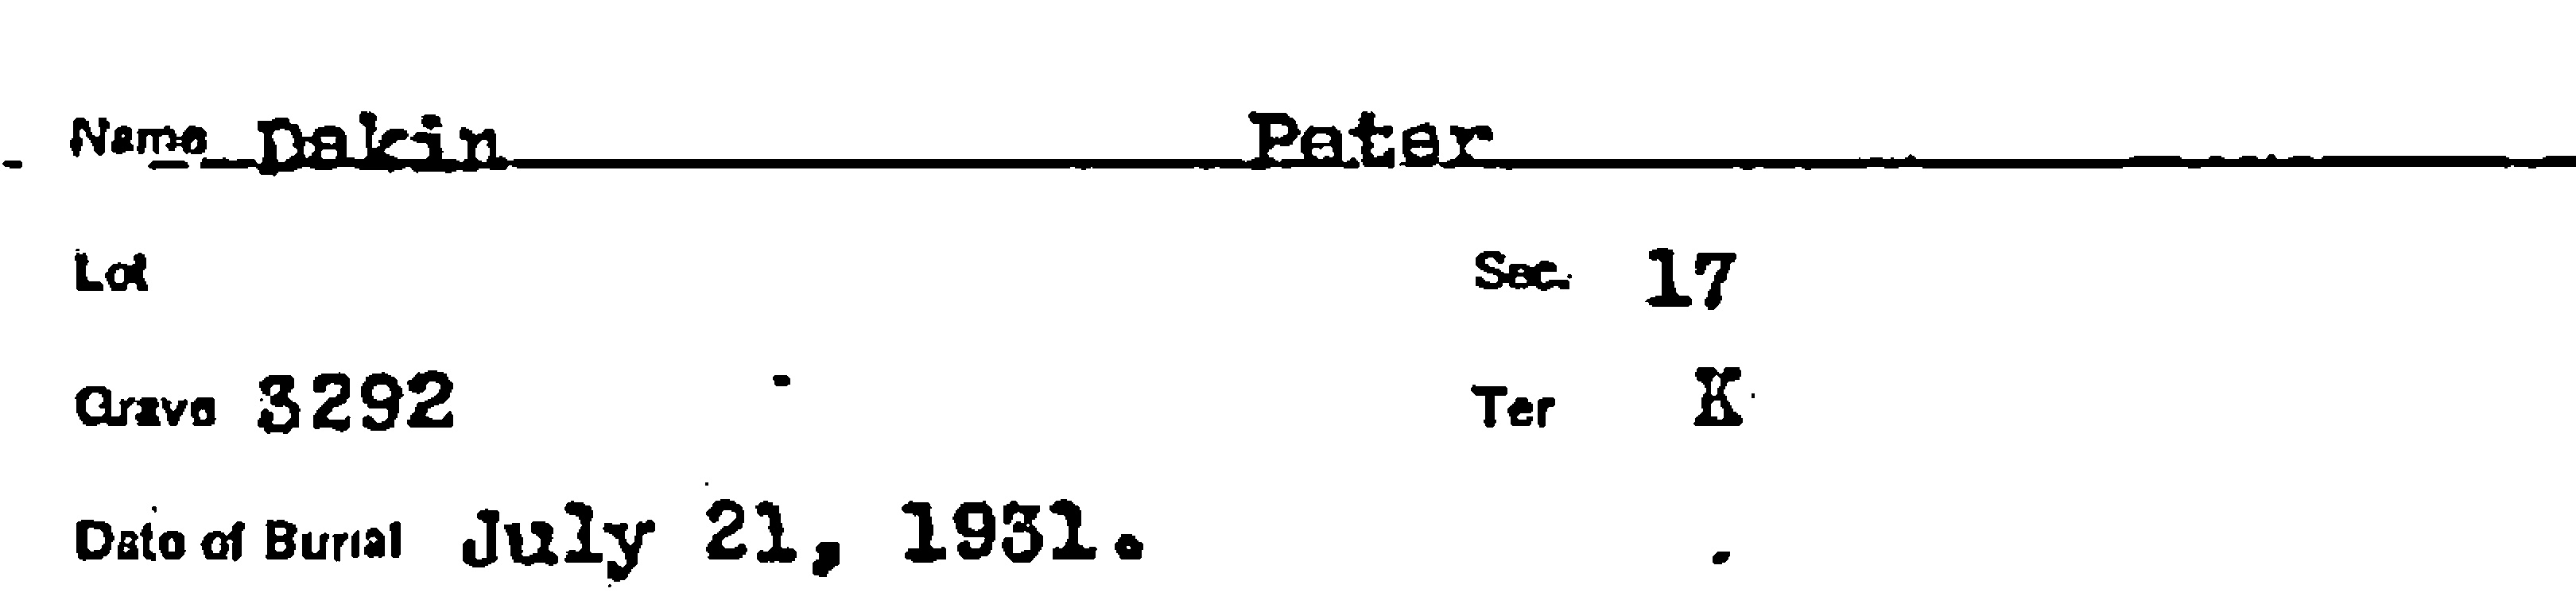 Name Dakin Peter
Lot Sec. 17
Grave 3292 Ter K
Date of Burial July 21, 1931.